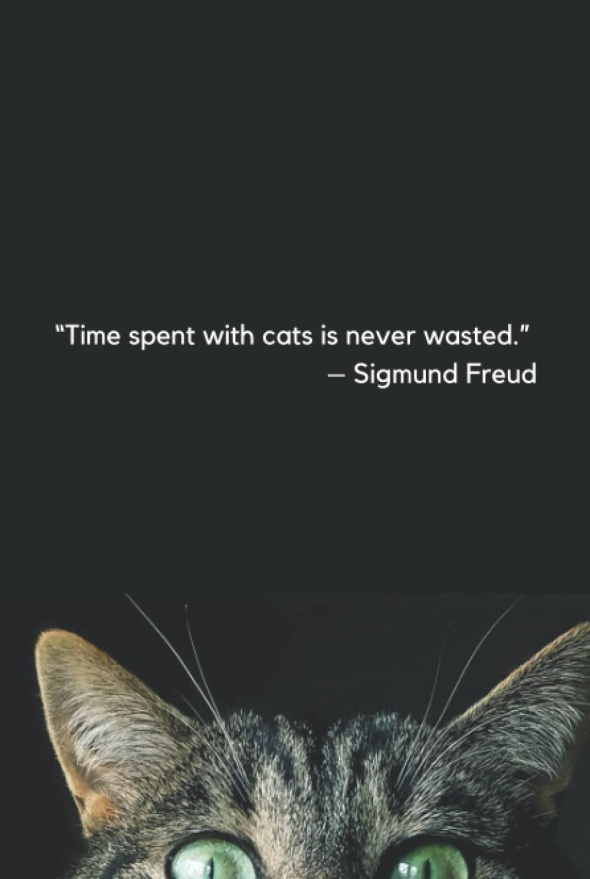 “Time spent with cats is never wasted.”
– Sigmund Freud